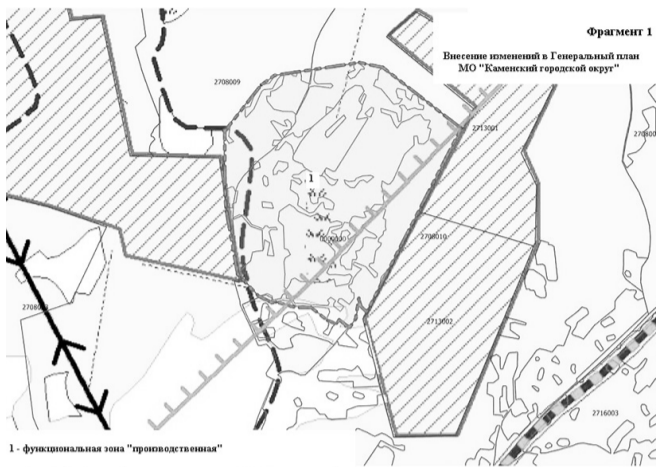 Фрагмент 1
Внесение изменений в Генеральный план
МО "Каменский городской округ"
2708009
2713001
1
2708010
2713002
2716003
1 - функциональная зона "производственная"